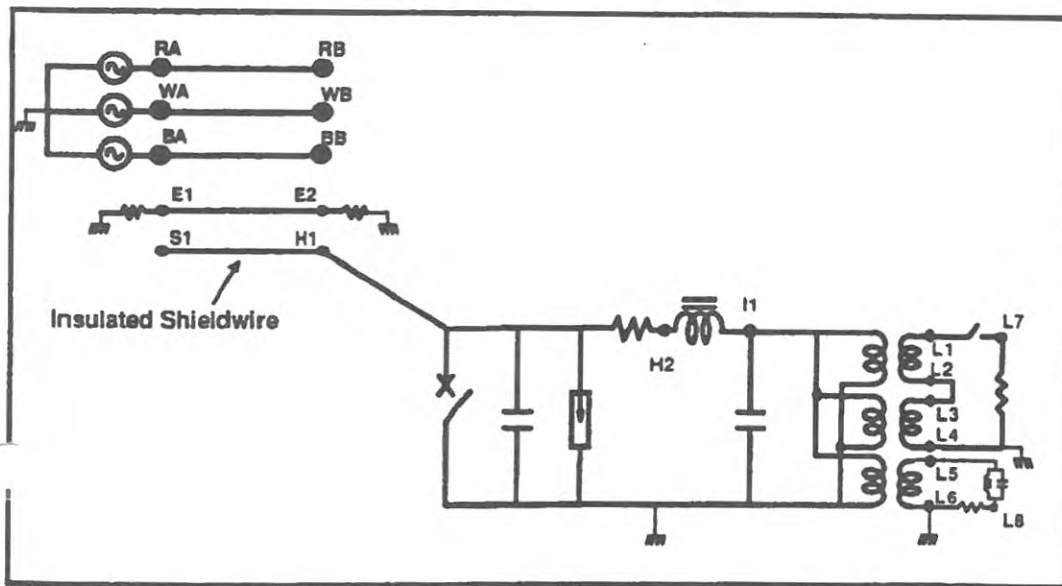 RA RB
WA WB
BA BB
E1 E2
S1 H1
Insulated Shieldwire
I1
H2
L7
L1
L2
L3
L4
L5
L6
L8